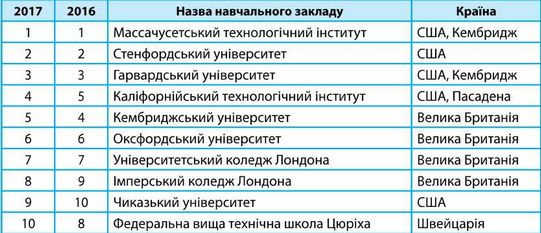 2017 2016 Назва навчального закладу Країна
1 1 Массачусетський технологічний інститут США, Кембридж
2 2 Стенфордський університет США
3 3 Гарвардський університет США, Кембридж
4 5 Каліфорнійський технологічний інститут США, Пасадена
5 4 Кембриджський університет Велика Британія
6 6 Оксфордський університет Велика Британія
7 7 Університетський коледж Лондона Велика Британія
8 9 Імперський коледж Лондона Велика Британія
9 10 Чиказький університет США
10 8 Федеральна вища технічна школа Цюріха Швейцарія